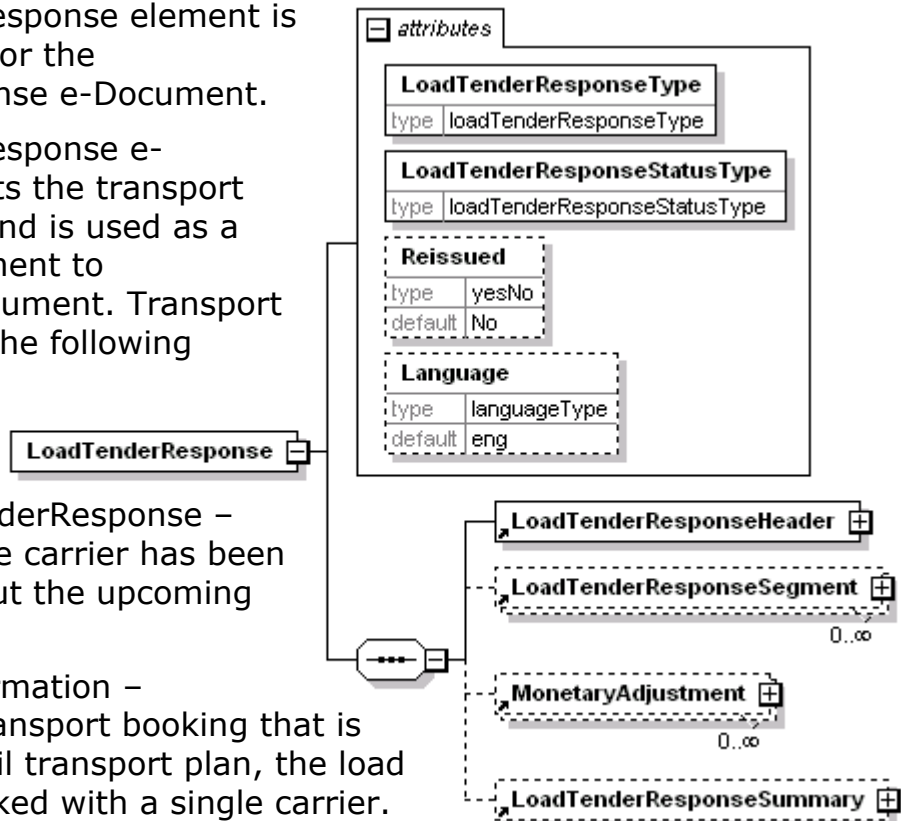 esponse element is
or the
nse e-Document.
esponse e-
ts the transport
nd is used as a
nent to
ument. Transport
he following
attributes
LoadTenderResponseType
type loadTenderResponseType
LoadTenderResponseStatusType
type loadTenderResponseStatusType
Reissued
type yesNo
default No
Language
type languageType
default eng
LoadTenderResponse
derResponse –
e carrier has been
ut the upcoming
rmation –
ansport booking that is
il transport plan, the load
ked with a single carrier.
LoadTenderResponseHeader
LoadTenderResponseSegment
0..∞
MonetaryAdjustment
0..∞
LoadTenderResponseSummary